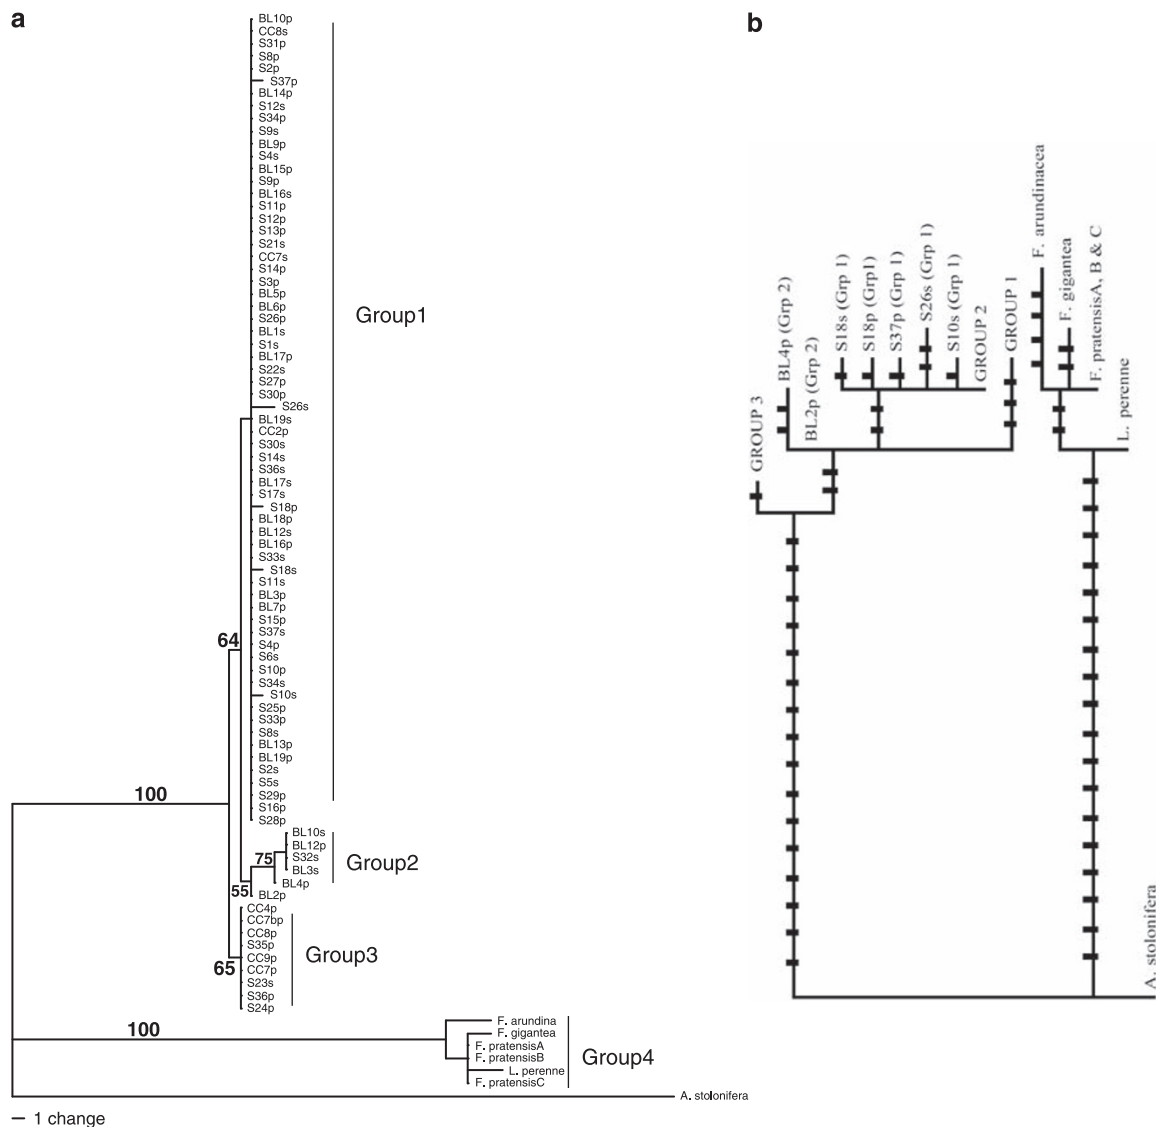 a
BL10p
CC8s
S31p
S8p
S2p
S37p
BL14p
S12s
S34p
S9s
BL9p
S4s
BL15p
S9p
BL16s
S11p
S12p
S13p
S21s
CC7s
S14p
S3p
BL5p
BL6p
S26p
BL1s
S1s
BL17p
S22s
S27p
S30p
S26s
BL19s
CC2p
S30s
S14s
S36s
BL17s
S17s
S18p
BL18p
BL12s
BL16p
S33s
S18s
S11s
BL3p
BL7p
S15p
S37s
S4p
S6s
S10p
S34s
S10s
S25p
S33p
S8s
BL13p
BL19p
S2s
S5s
S29p
S16p
S28p
Group1
64
100
BL10s
BL12p
S32s
BL3s
BL4p
BL2p
75
55
Group2
CC4p
CC7bp
CC8p
S35p
CC9p
CC7p
S23s
S36p
S24p
65
Group3
100
F. arundina
F. gigantea
F. pratensisA
F. pratensisB
L. perenne
F. pratensisC
Group4
A. stolonifera
1 change
b
GROUP 3
BL4p (Grp 2)
BL2p (Grp 2)
S18s (Grp 1)
S18p (Grp1)
S37p (Grp 1)
S26s (Grp 1)
S10s (Grp 1)
GROUP 2
GROUP 1
F. arundinacea
F. gigantea
F. pratensisA, B & C
L. perenne
A. stolonifera